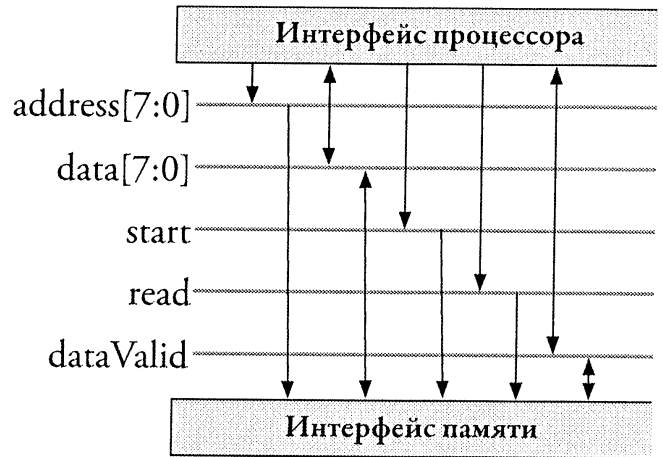 Интерфейс процессора
address[7:0]
data[7:0]
start
read
dataValid
Интерфейс памяти